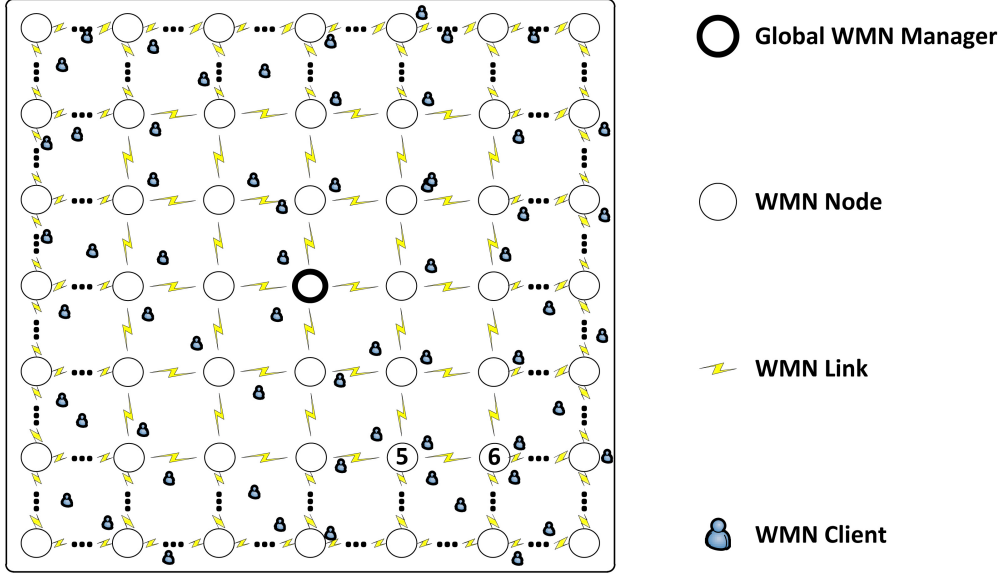 Global WMN Manager
WMN Node
WMN Link
5 6
WMN Client